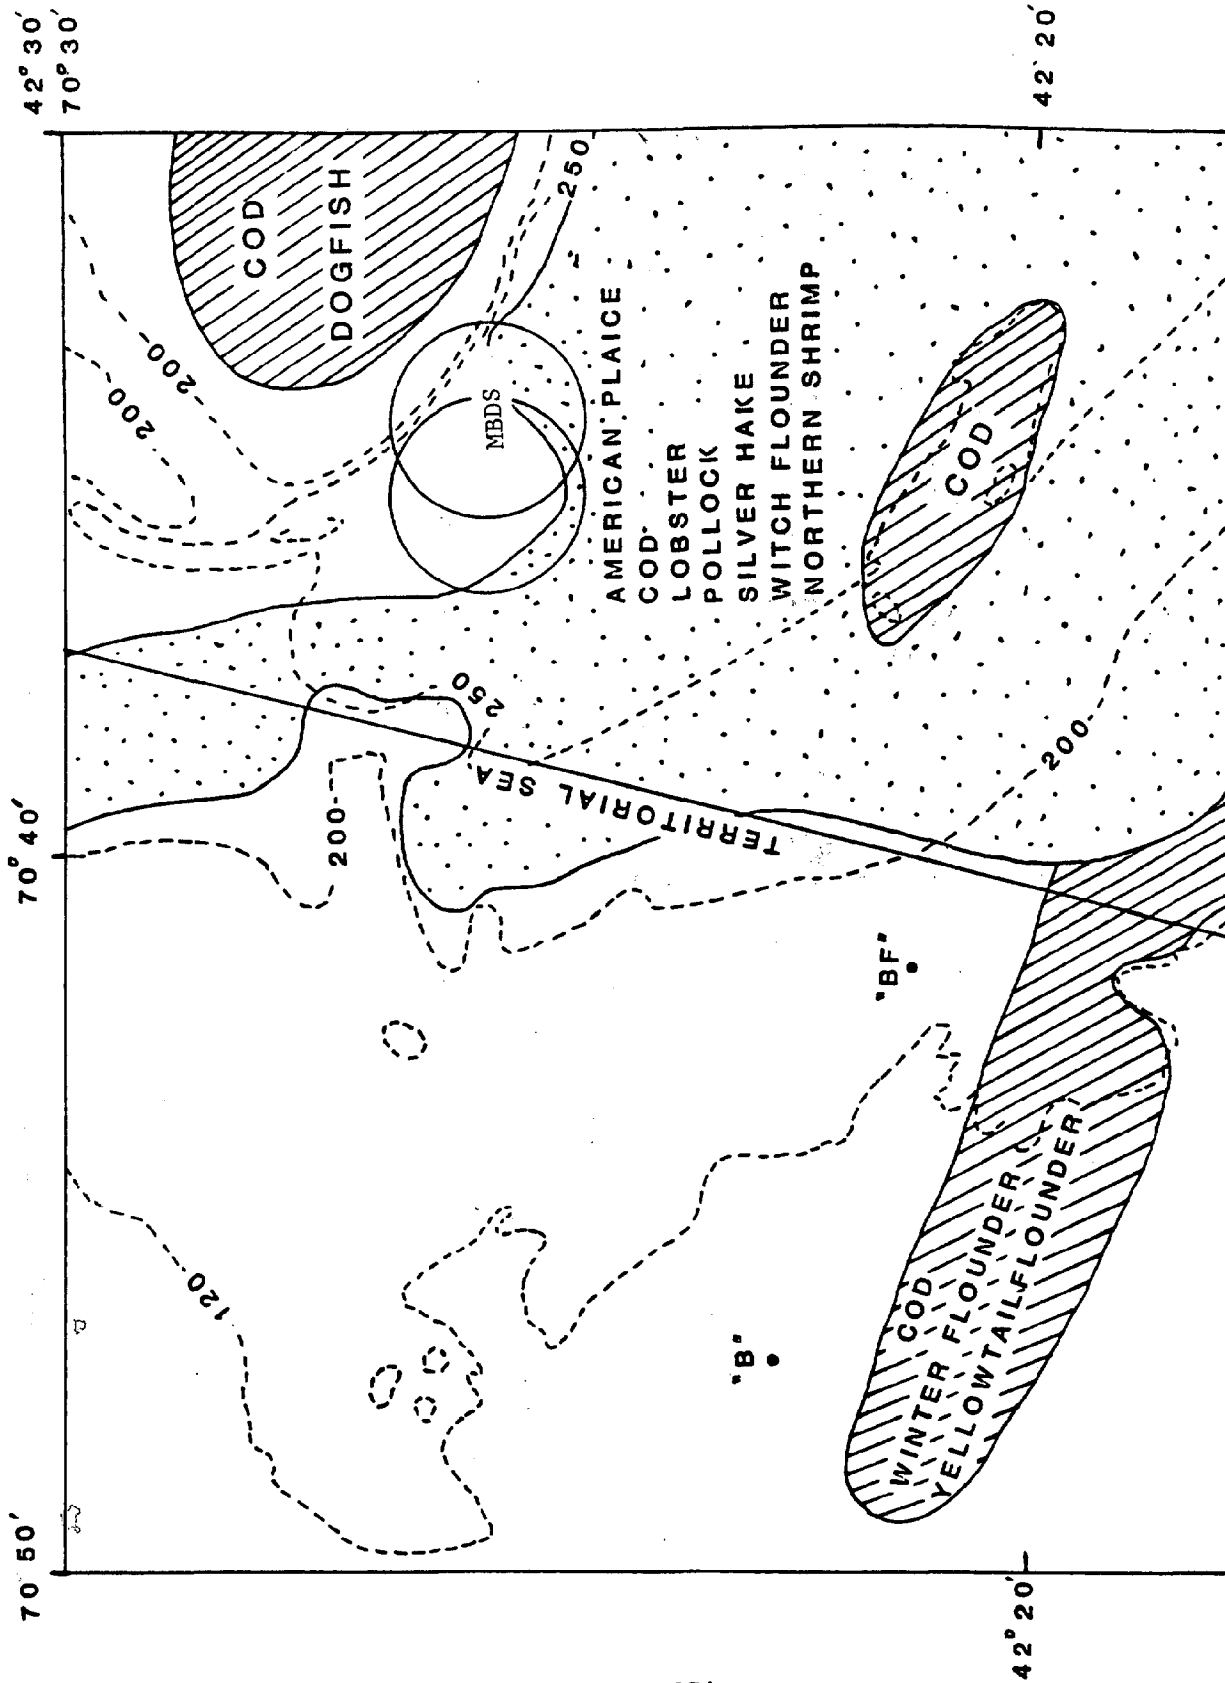 42° 30'
70° 30'
70° 40'
70 50'
42 20'
42° 20'
COD
DOGFISH
200
200
250
MBDS
AMERICAN PLAICE
COD
LOBSTER
POLLOCK
SILVER HAKE
WITCH FLOUNDER
NORTHERN SHRIMP
COD
250
200
TERRITORIAL SEA
200
"BF"
120
"B"
COD
WINTER FLOUNDER
YELLOWTAIL FLOUNDER